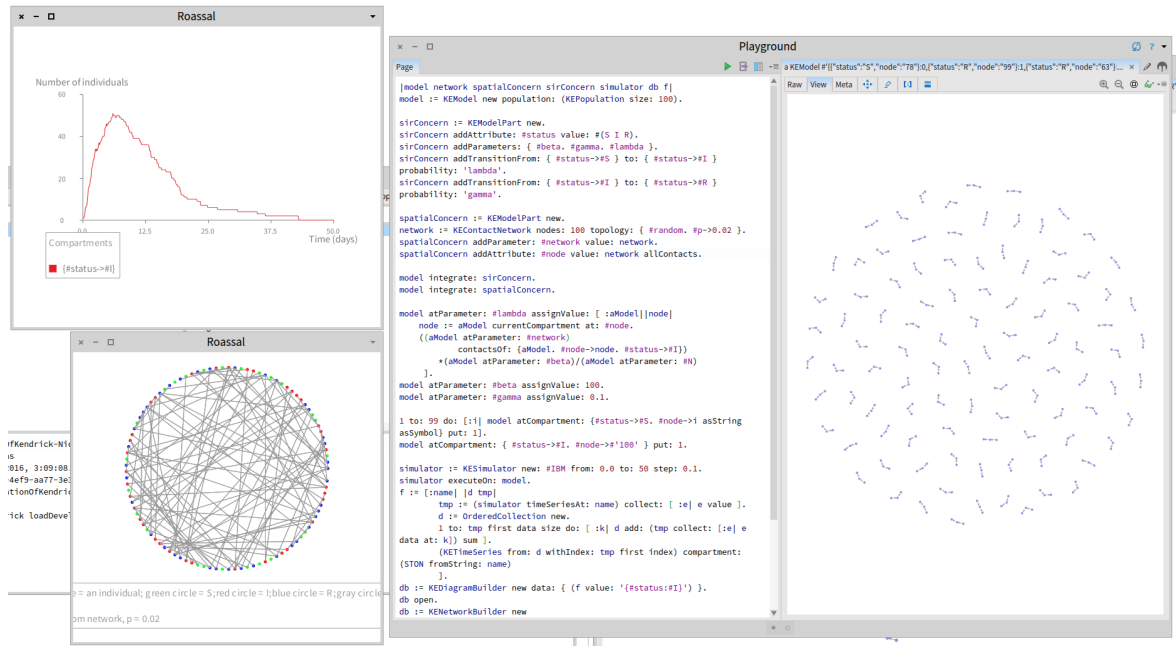 Roassal
Number of individuals
60
40
20
0
0.0
12.5
25.0
37.5
50.0
Time (days)
Compartments
{#status->#I}
Roassal
= an individual; green circle = S;red circle = I;blue circle = R;gray circle
network, p = 0.02
2016, 3:09:08.
Playground
Page
|model network spatialConcern sirConcern simulator db f|
model := KEModel new population: (KEPopulation size: 100).
sirConcern := KEModelPart new.
sirConcern addAttribute: #status value: #(S I R).
sirConcern addParameters: { #beta. #gamma. #lambda }.
sirConcern addTransitionFrom: { #status->#S } to: { #status->#I }
probability: 'lambda'.
sirConcern addTransitionFrom: { #status->#I } to: { #status->#R }
probability: 'gamma'.
spatialConcern := KEModelPart new.
network := KEContactNetwork nodes: 100 topology: { #random. #p->0.02 }.
spatialConcern addParameter: #network value: network.
spatialConcern addAttribute: #node value: network allContacts.
model integrate: sirConcern.
model integrate: spatialConcern.
model atParameter: #lambda assignValue: [ :aModel||node|
node := aModel currentCompartment at: #node.
((aModel atParameter: #network)
contactsOf: {aModel. #node->node. #status->#I})
*(aModel atParameter: #beta)/(aModel atParameter: #N)
].
model atParameter: #beta assignValue: 100.
model atParameter: #gamma assignValue: 0.1.
1 to: 99 do: [:i| model atCompartment: {#status->#S. #node->i asString
asSymbol} put: 1].
model atCompartment: { #status->#I. #node->#'100' } put: 1.
simulator := KESimulator new: #IBM from: 0.0 to: 50 step: 0.1.
simulator executeOn: model.
f := [:name| |d tmp|
tmp := (simulator timeSeriesAt: name) collect: [ :e| e value ].
d := OrderedCollection new.
1 to: tmp first data size do: [ :k| d add: (tmp collect: [:e| e
data at: k]) sum ].
(KETimeSeries from: d withIndex: tmp first index) compartment:
(STON fromString: name)
].
db := KEDiagramBuilder new data: { (f value: '{#status:#I}') }.
db open.
db := KENetworkBuilder new
a KEModel #'{{"status":"S","node":"78"}:0,{"status":"R","node":"99"}:1,{"status":"R","node":"63"}:...
Raw View Meta